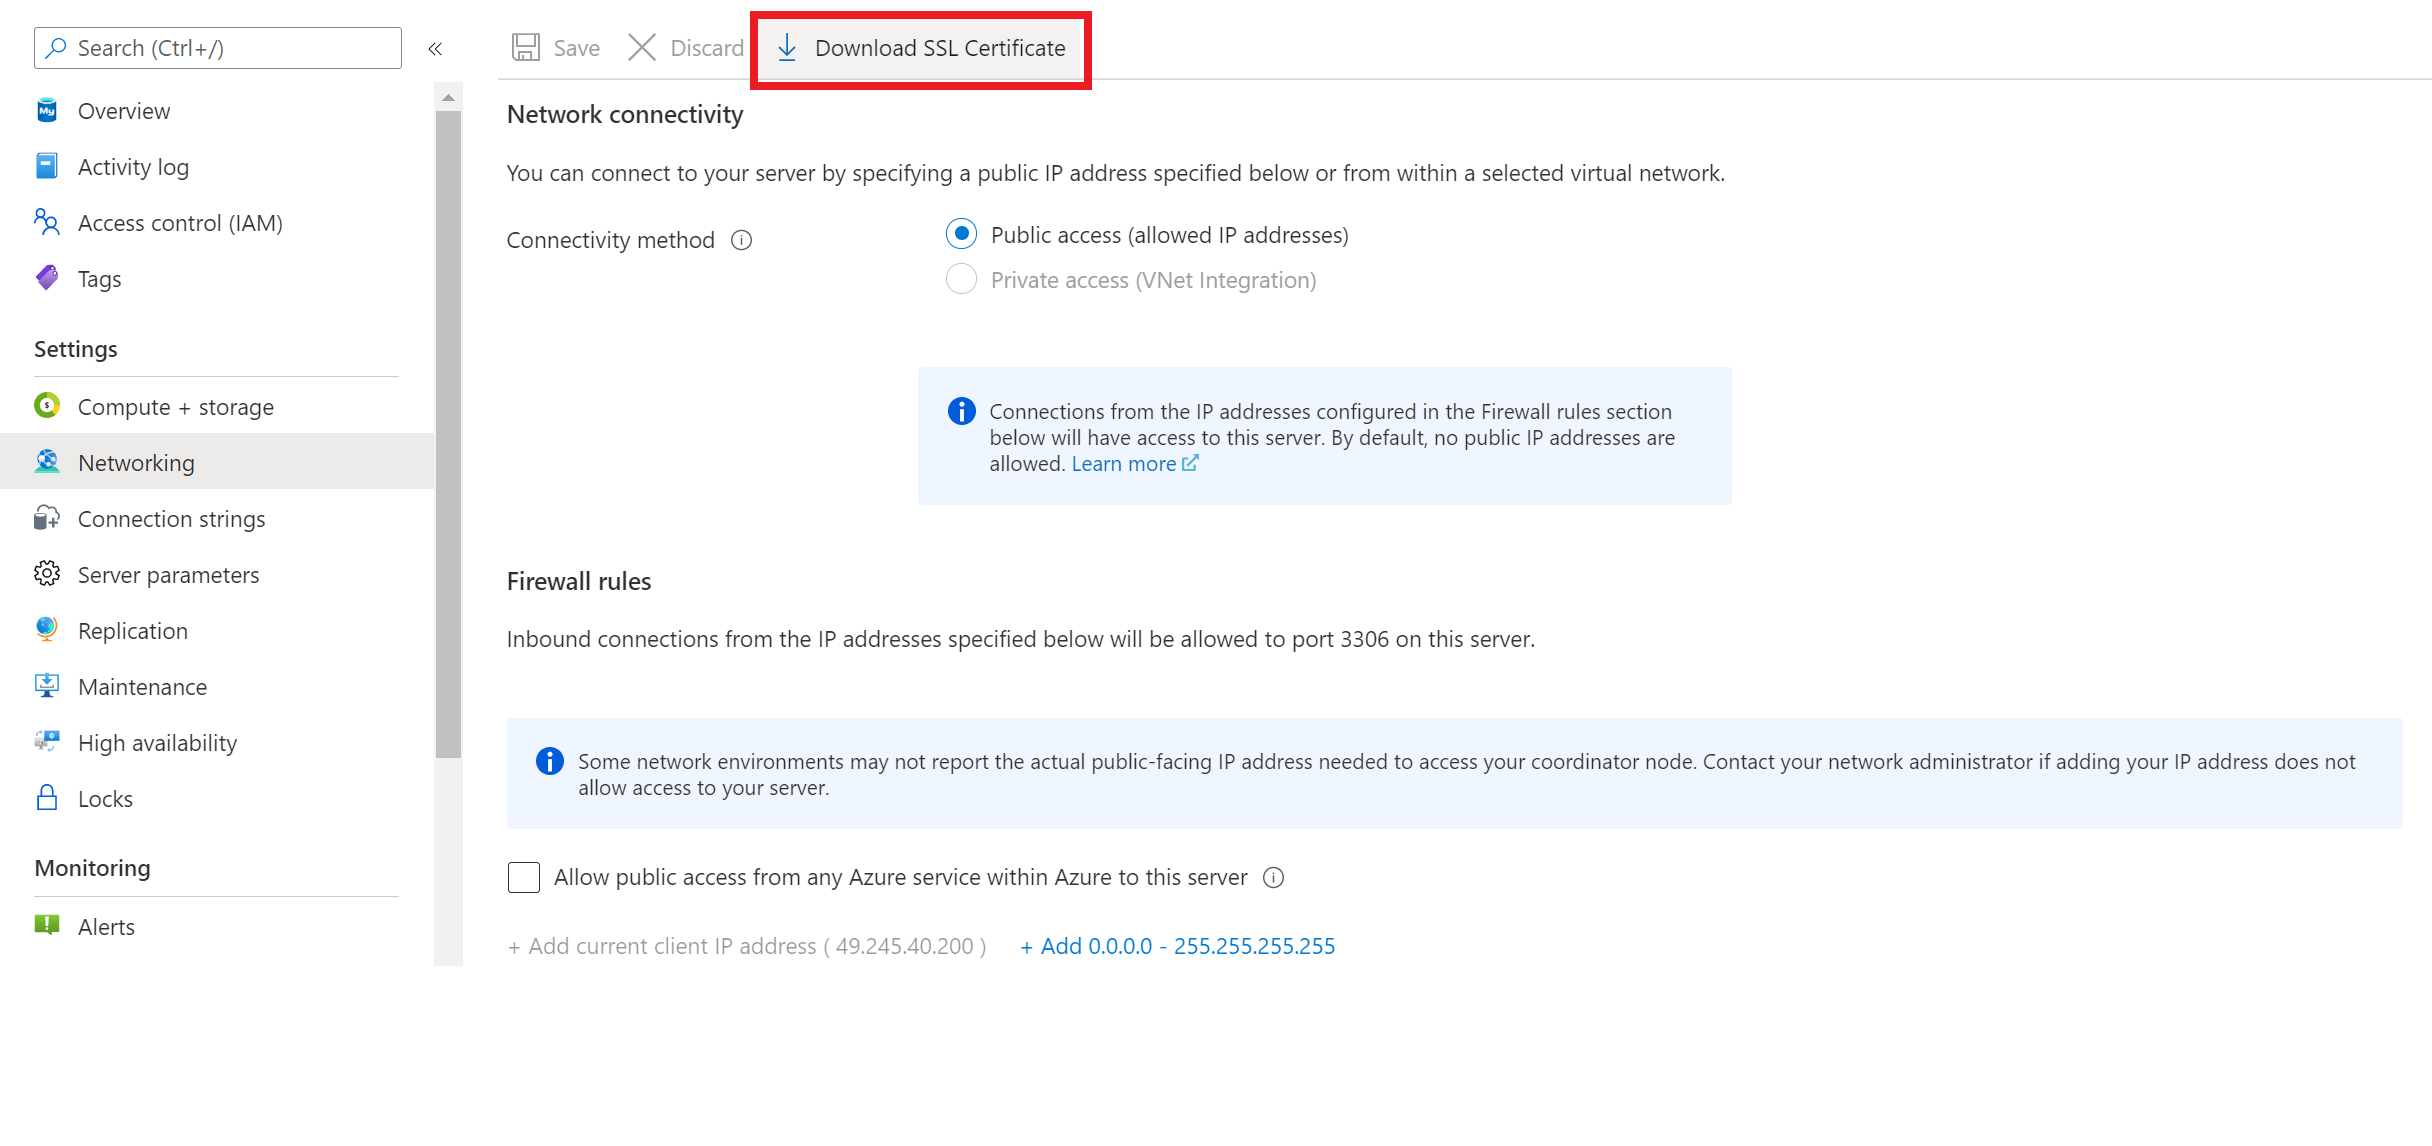 Search (Ctrl+/)
«
Overview
Activity log
Access control (IAM)
Tags
Settings
Compute + storage
Networking
Connection strings
Server parameters
Replication
Maintenance
High availability
Locks
Monitoring
Alerts
Save Discard Download SSL Certificate
Network connectivity
You can connect to your server by specifying a public IP address specified below or from within a selected virtual network.
Connectivity method
Public access (allowed IP addresses)
Private access (VNet Integration)
Connections from the IP addresses configured in the Firewall rules section
below will have access to this server. By default, no public IP addresses are
allowed. Learn more
Firewall rules
Inbound connections from the IP addresses specified below will be allowed to port 3306 on this server.
Some network environments may not report the actual public-facing IP address needed to access your coordinator node. Contact your network administrator if adding your IP address does not
allow access to your server.
Allow public access from any Azure service within Azure to this server
+ Add current client IP address ( 49.245.40.200 ) + Add 0.0.0.0 - 255.255.255.255